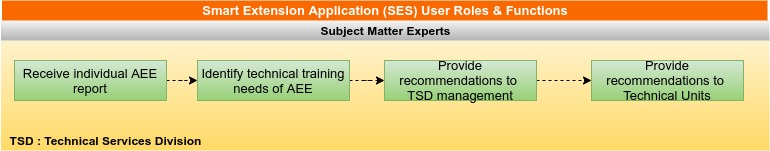 Smart Extension Application (SES) User Roles & Functions
Subject Matter Experts
Receive individual AEE
report
Identify technical training
needs of AEE
Provide
recommendations to
TSD management
Provide
recommendations to
Technical Units
TSD : Technical Services Division